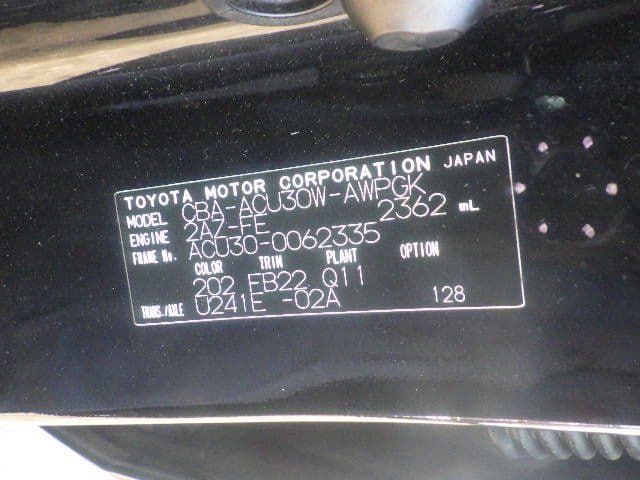 TOYOTA MOTOR CORPORATION JAPAN
MODEL CBA-ACU30W-AWPGK
ENGINE 2AZ-FE 2362 mL
FRAME No. ACU30-0062335
COLOR TRIM PLANT OPTION
202 FB22 Q11
TRANS./AXLE U241E -02A 128